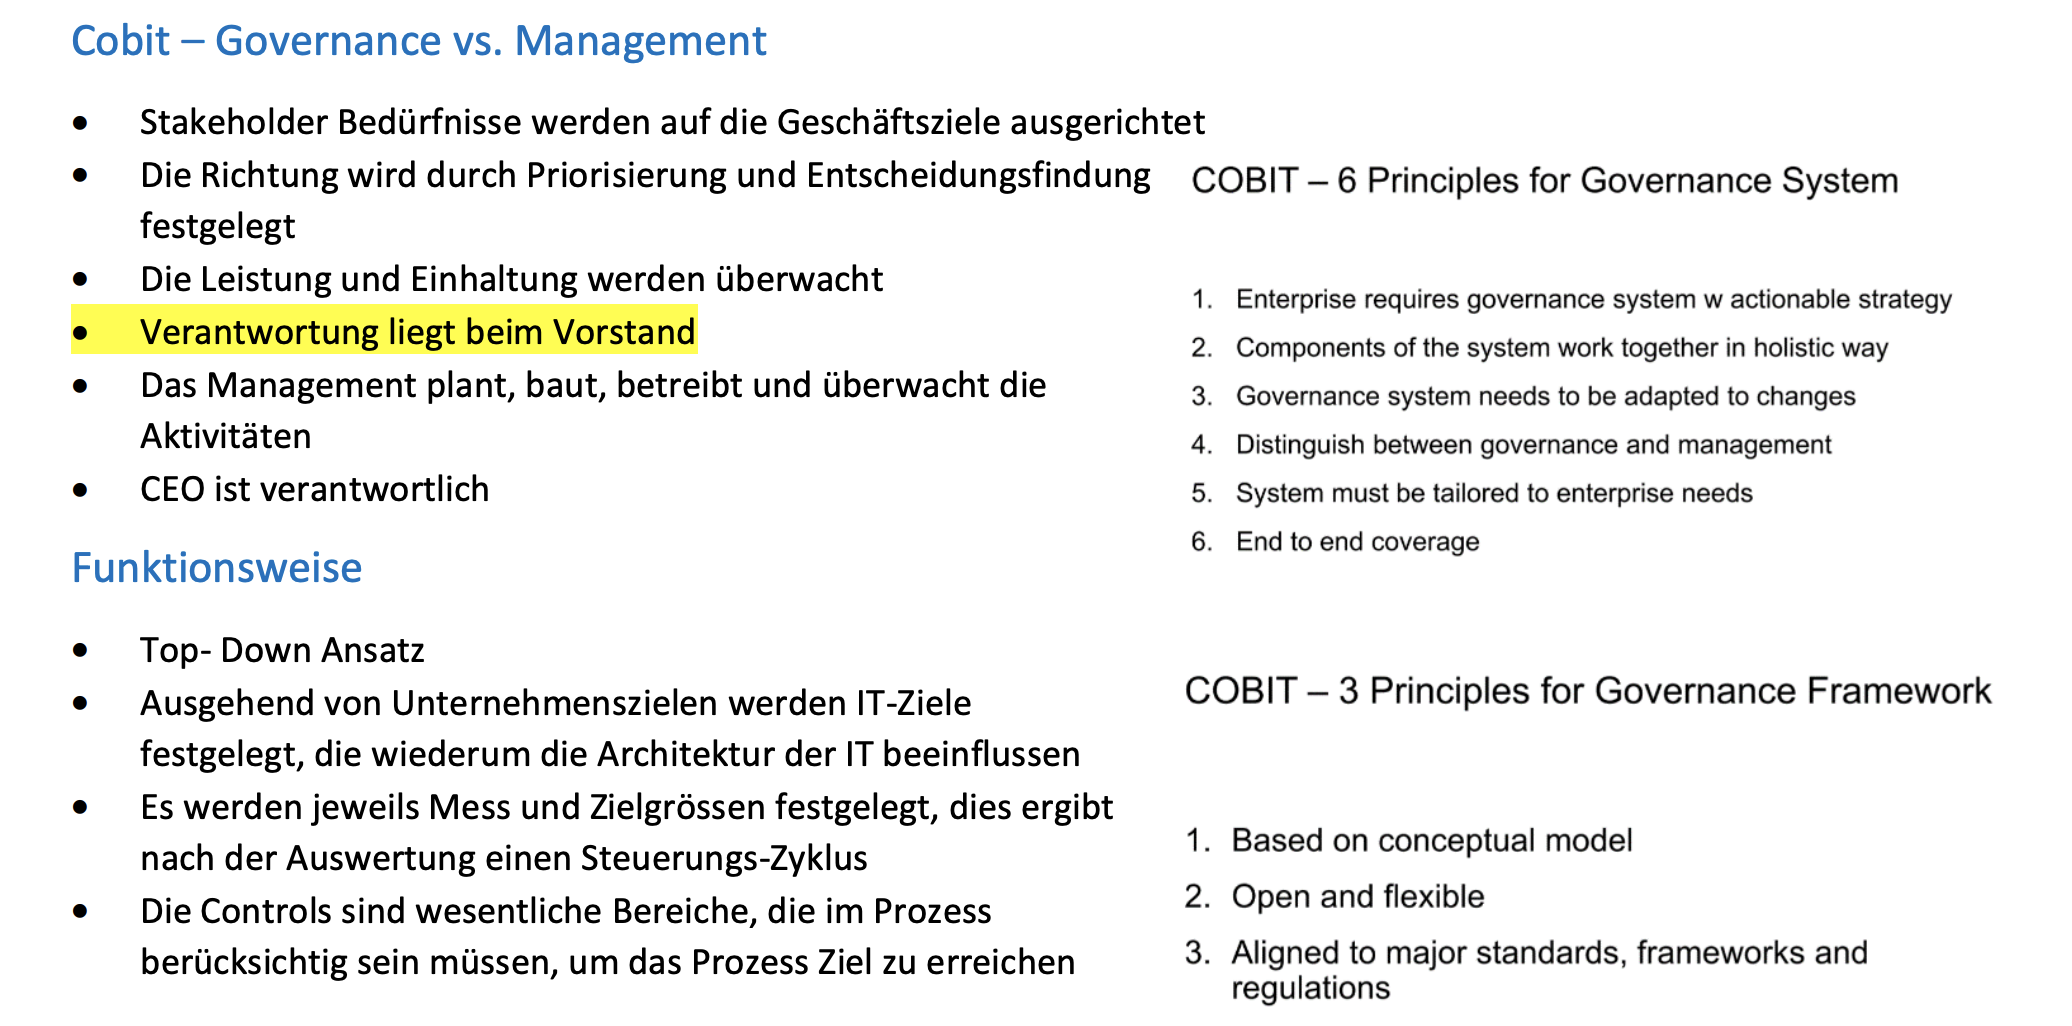 Cobit – Governance vs. Management
• Stakeholder Bedürfnisse werden auf die Geschäftsziele ausgerichtet
• Die Richtung wird durch Priorisierung und Entscheidungsfindung
festgelegt
• Die Leistung und Einhaltung werden überwacht
• Verantwortung liegt beim Vorstand
• Das Management plant, baut, betreibt und überwacht die
Aktivitäten
• CEO ist verantwortlich
Funktionsweise
• Top- Down Ansatz
• Ausgehend von Unternehmenszielen werden IT-Ziele
festgelegt, die wiederum die Architektur der IT beeinflussen
• Es werden jeweils Mess und Zielgrössen festgelegt, dies ergibt
nach der Auswertung einen Steuerungs-Zyklus
• Die Controls sind wesentliche Bereiche, die im Prozess
berücksichtig sein müssen, um das Prozess Ziel zu erreichen
COBIT – 6 Principles for Governance System
1. Enterprise requires governance system w actionable strategy
2. Components of the system work together in holistic way
3. Governance system needs to be adapted to changes
4. Distinguish between governance and management
5. System must be tailored to enterprise needs
6. End to end coverage
COBIT – 3 Principles for Governance Framework
1. Based on conceptual model
2. Open and flexible
3. Aligned to major standards, frameworks and
regulations